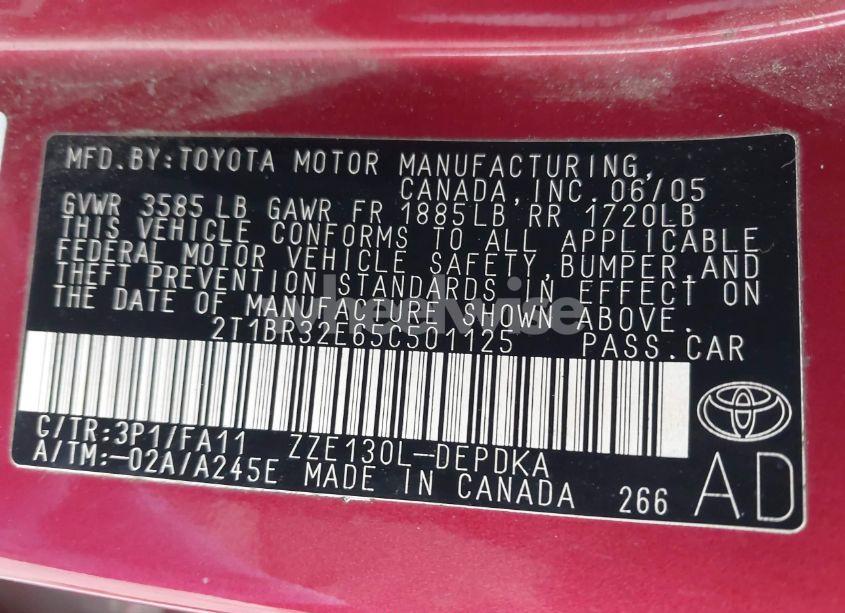 MFD. BY: TOYOTA MOTOR MANUFACTURING,
CANADA, INC. 06/05
GVWR 3585 LB GAWR FR 1885LB RR 1720LB
THIS VEHICLE CONFORMS TO ALL APPLICABLE
FEDERAL MOTOR VEHICLE SAFETY, BUMPER, AND
THEFT PREVENTION STANDARDS IN EFFECT ON
THE DATE OF MANUFACTURE SHOWN ABOVE.
2T1BR32E65C501125 PASS.CAR
C/TR:3P1/FA11 ZZE130L-DEPDKA
A/TM:-02A/A245E MADE IN CANADA 266 AD